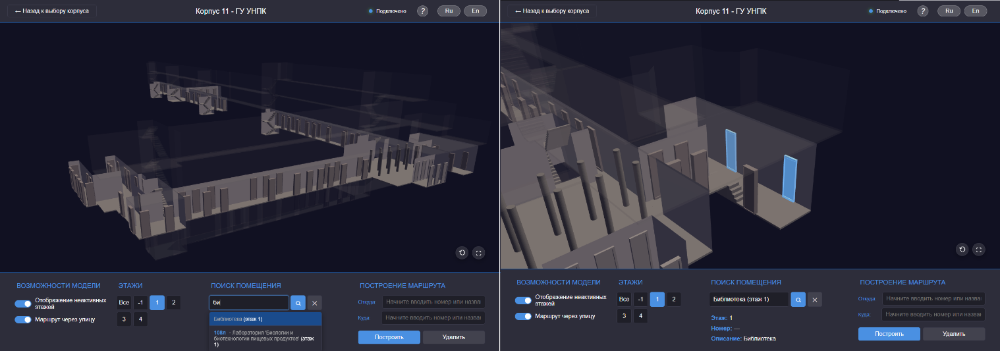 ← Назад к выбору корпуса
Корпус 11 - ГУ УНПК
Подключено
?
Ru
En
ВОЗМОЖНОСТИ МОДЕЛИ
Отображение неактивных
этажей
Маршрут через улицу
ЭТАЖИ
Все -1 1 2
3 4
ПОИСК ПОМЕЩЕНИЯ
би
Библиотека (этаж 1)
108л - Лаборатория 'Биологии и
биотехнологии пищевых продуктов' (этаж
1)
ПОСТРОЕНИЕ МАРШРУТА
Откуда: Начните вводить номер или назван
Куда: Начните вводить номер или назван
Построить
Удалить
← Назад к выбору корпуса
Корпус 11 - ГУ УНПК
Подключено
?
Ru
En
ВОЗМОЖНОСТИ МОДЕЛИ
Отображение неактивных
этажей
Маршрут через улицу
ЭТАЖИ
Все -1 1 2
3 4
ПОИСК ПОМЕЩЕНИЯ
Библиотека (этаж 1)
Этаж: 1
Номер: —
Описание: Библиотека
ПОСТРОЕНИЕ МАРШРУТА
Откуда: Начните вводить номер или назва
Куда: Начните вводить номер или назва
Построить
Удалить